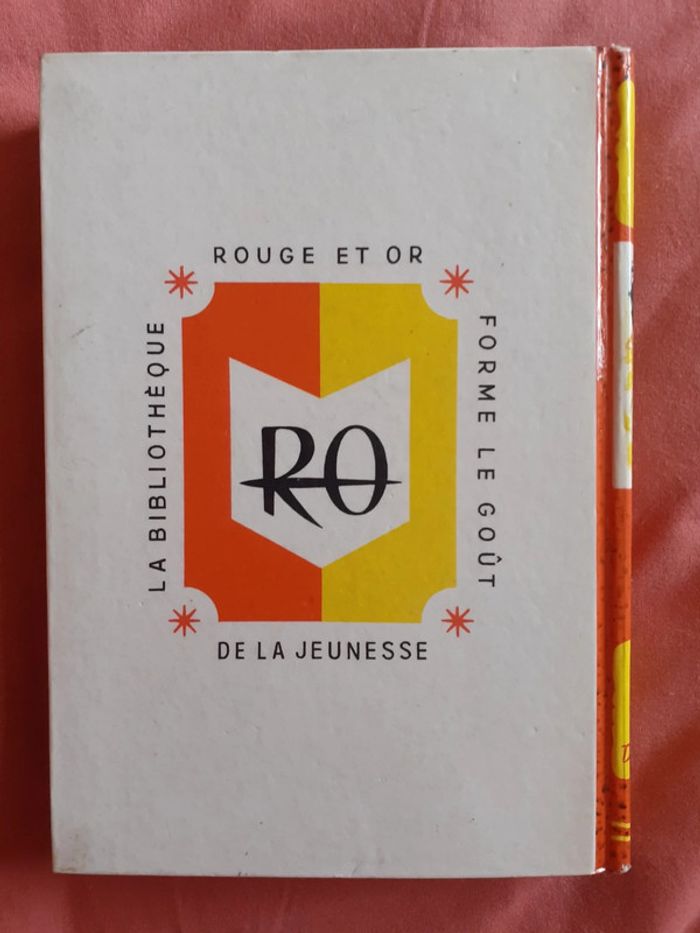 LA BIBLIOTHÈQUE
ROUGE ET OR
FORME LE GOÛT
DE LA JEUNESSE
RO